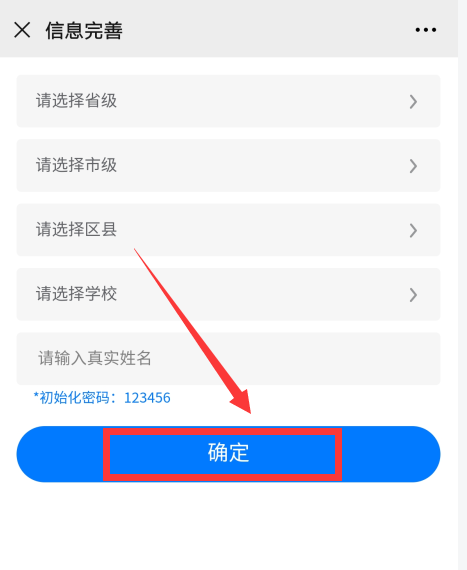 信息完善
请选择省级
请选择市级
请选择区县
请选择学校
请输入真实姓名
*初始化密码：123456
确定